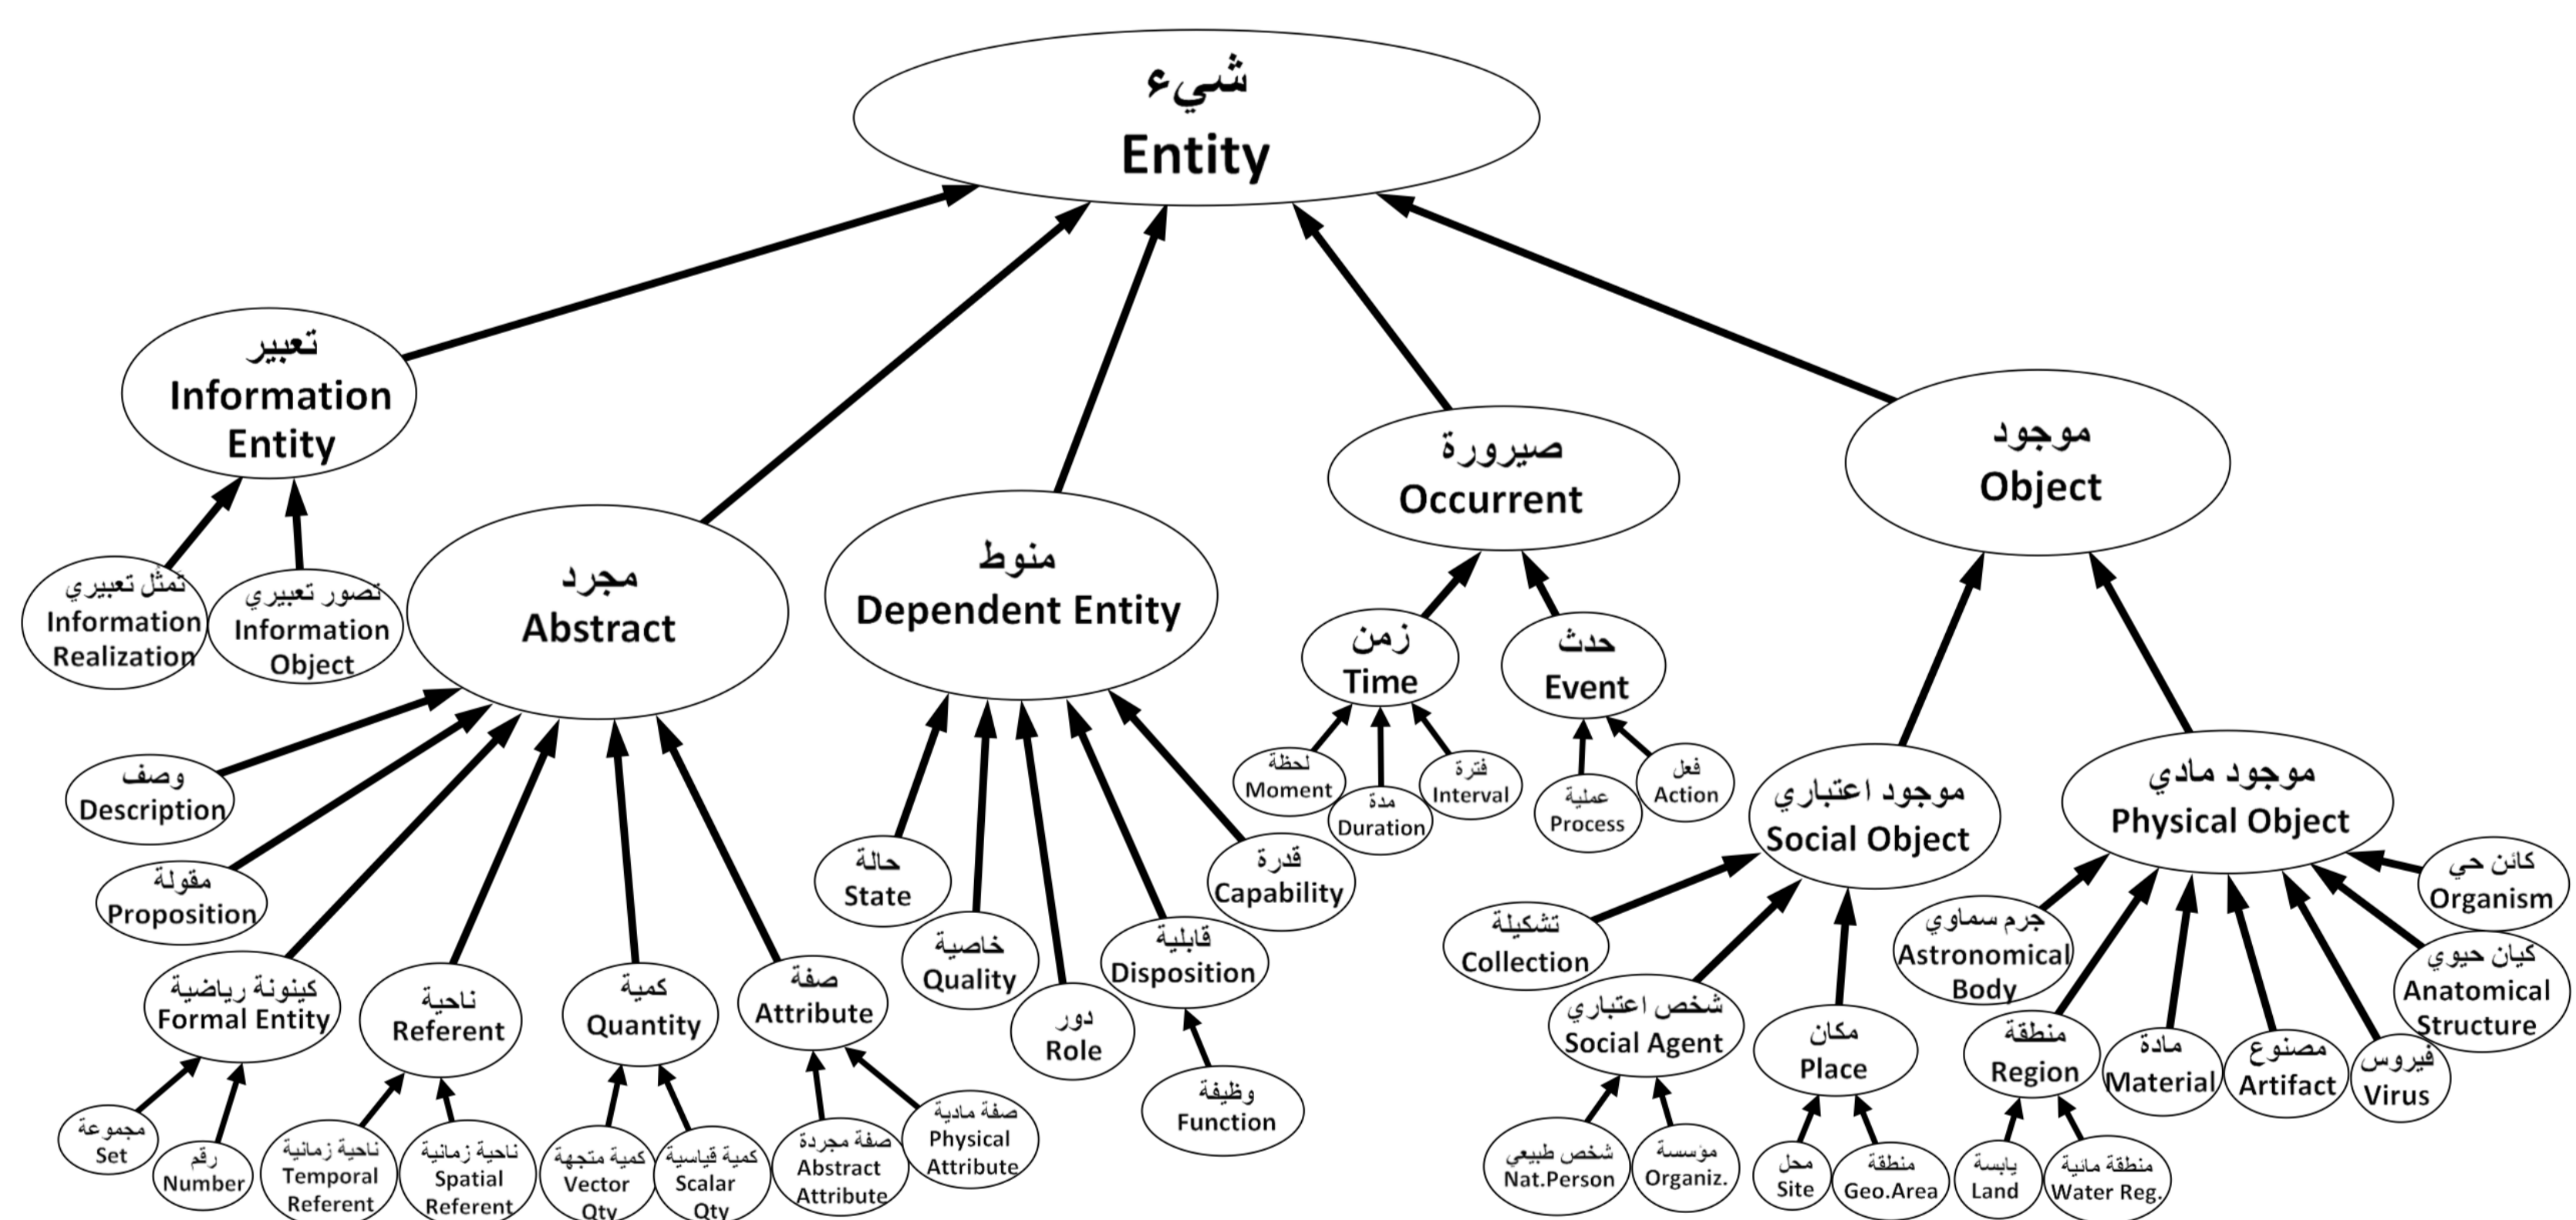 شيء
Entity
تعبير
Information
Entity
مجرد
Abstract
منوط
Dependent Entity
صيرورة
Occurrent
موجود
Object
تمثل تعبيري
Information
Realization
تصور تعبيري
Information
Object
زمن
Time
حدث
Event
موجود اعتباري
Social Object
موجود مادي
Physical Object
وصف
Description
مقولة
Proposition
كينونة رياضية
Formal Entity
ناحية
Referent
كمية
Quantity
صفة
Attribute
حالة
State
خاصية
Quality
دور
Role
قابلية
Disposition
قدرة
Capability
لحظة
Moment
مدة
Duration
فترة
Interval
عملية
Process
فعل
Action
تشكيلة
Collection
شخص اعتباري
Social Agent
مكان
Place
جرم سماوي
Astronomical
Body
منطقة
Region
مادة
Material
مصنوع
Artifact
فيروس
Virus
كيان حيوي
Anatomical
Structure
كائن حي
Organism
مجموعة
Set
رقم
Number
ناحية زمانية
Temporal
Referent
ناحية زمانية
Spatial
Referent
كمية متجهة
Vector
Qty
كمية قياسية
Scalar
Qty
صفة مجردة
Abstract
Attribute
صفة مادية
Physical
Attribute
وظيفة
Function
شخص طبيعي
Nat.Person
مؤسسة
Organiz.
محل
Site
منطقة
Geo.Area
يابسة
Land
منطقة مائية
Water Reg.